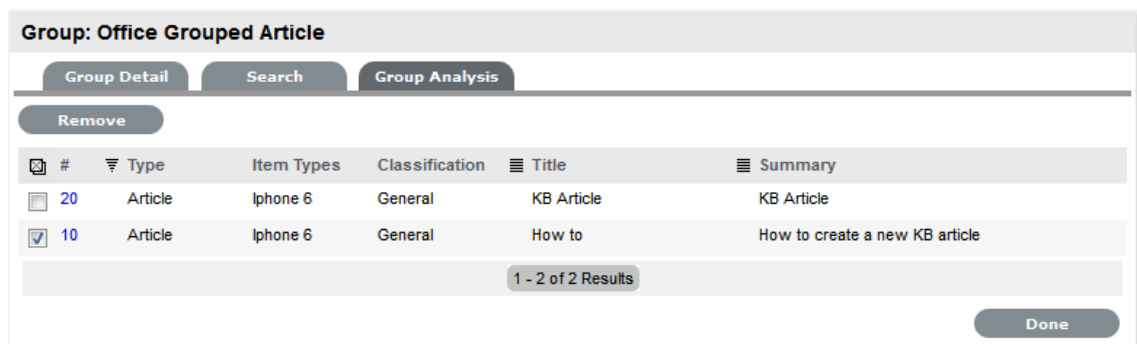 Group: Office Grouped Article
Group Detail Search Group Analysis
Remove
# Type Item Types Classification Title Summary
20 Article Iphone 6 General KB Article KB Article
10 Article Iphone 6 General How to How to create a new KB article
1 - 2 of 2 Results
Done